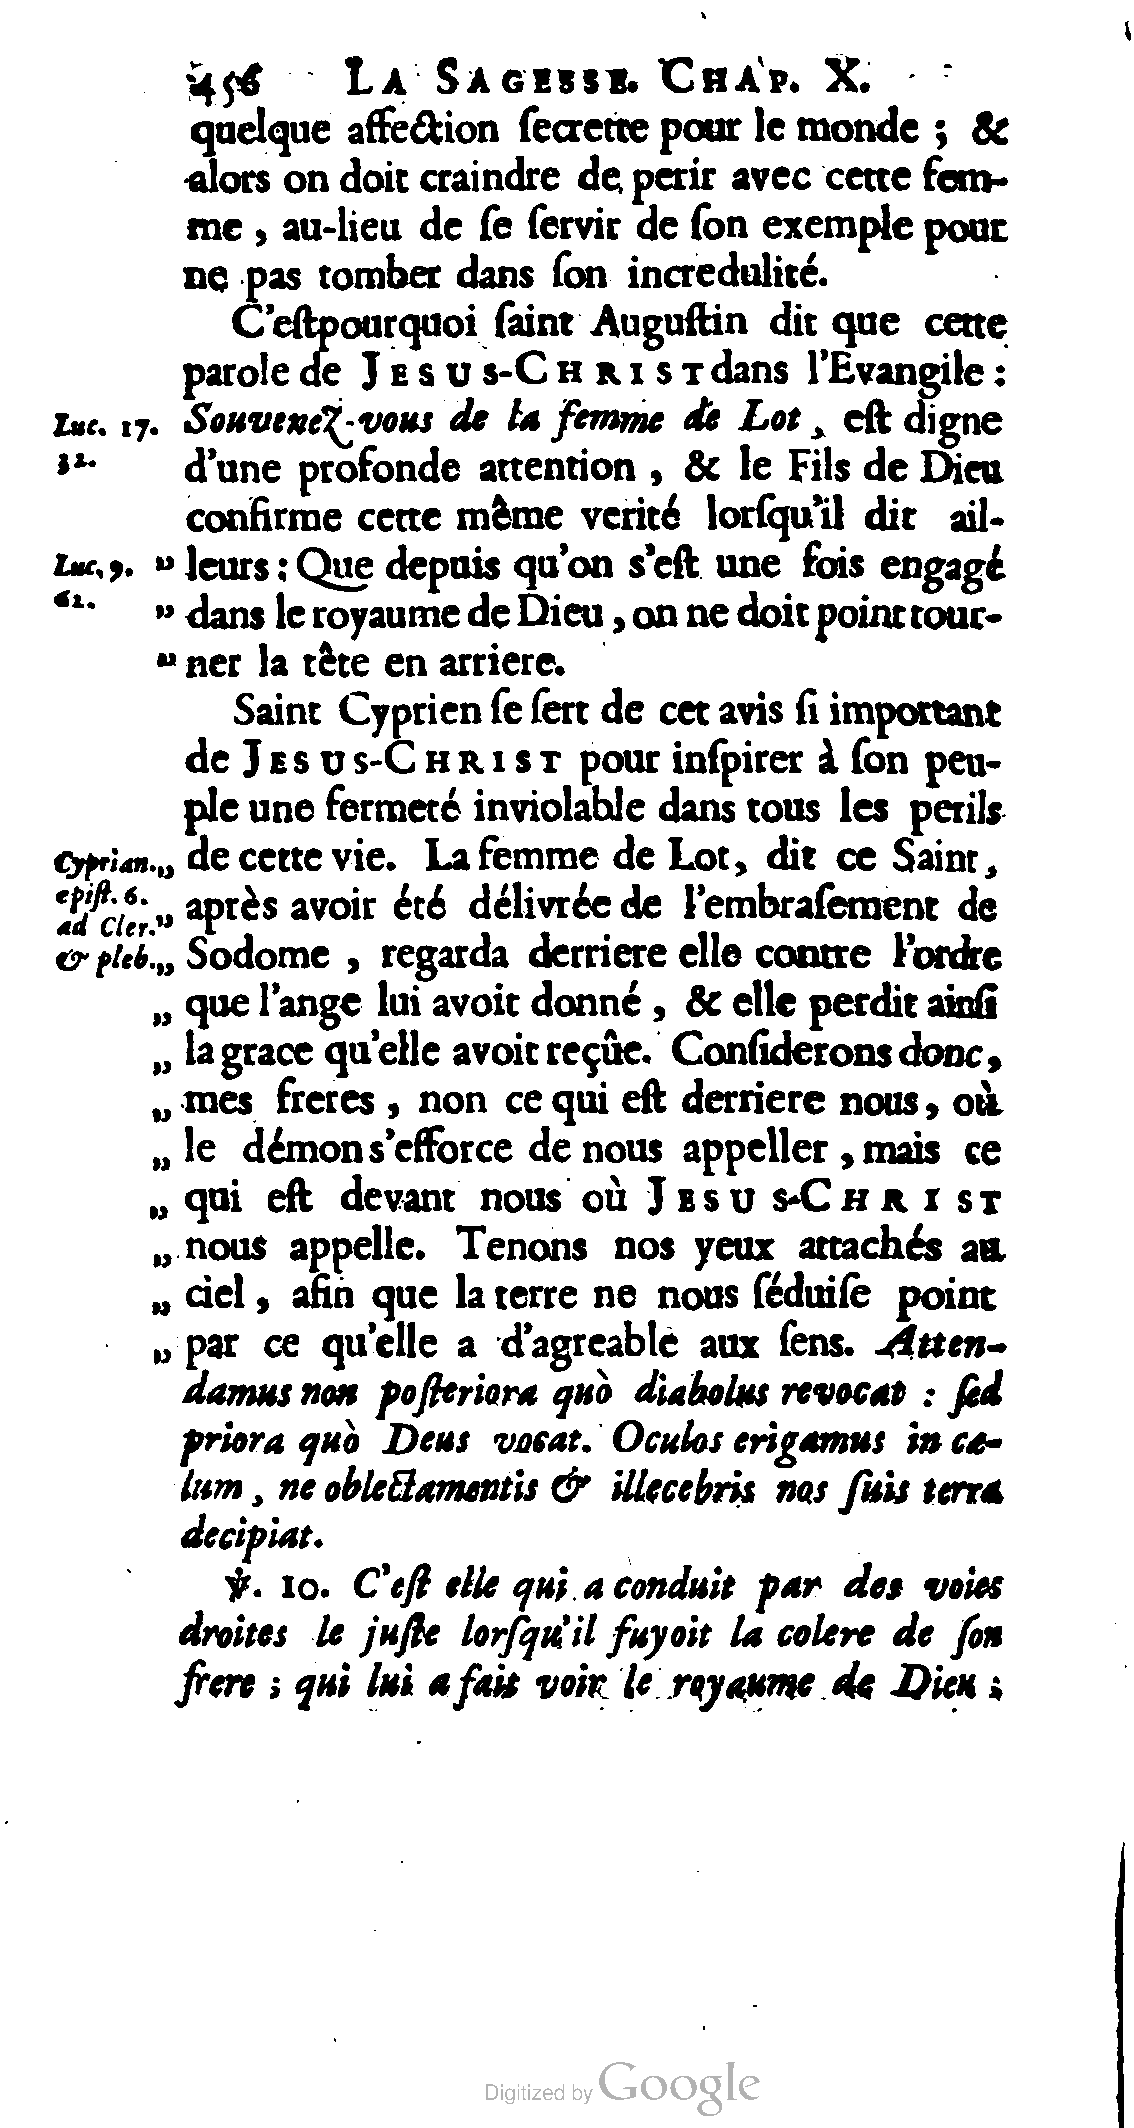 456 LA SAGESSE. CHAP. X.
quelque affection ſecrette pour le monde ; &
alors on doit craindre de perir avec cette fem-
me , au-lieu de ſe ſervir de ſon exemple pour
ne pas tomber dans ſon incredulité.
C'eſtpourquoi ſaint Auguſtin dit que cette
parole de JESUS-CHRIST dans l'Evangile :
Luc. 17. Souvenez-vous de la femme de Lot , eſt digne
32. d'une profonde attention , & le Fils de Dieu
confirme cette même verité lorſqu'il dit ail-
Luc. 9. " leurs : Que depuis qu'on s'eſt une fois engagé
62. " dans le royaume de Dieu , on ne doit point tour-
" ner la tête en arriere.
Saint Cyprien ſe ſert de cet avis ſi important
de JESUS-CHRIST pour inſpirer à ſon peu-
ple une fermeté inviolable dans tous les perils
Cyprian. „ de cette vie. La femme de Lot, dit ce Saint,
epiſt. 6.
ad Cler. " après avoir été délivrée de l'embraſement de
& pleb. „ Sodome , regarda derriere elle contre l'ordre
„ que l'ange lui avoit donné , & elle perdit ainſi
„ la grace qu'elle avoit reçûe. Conſiderons donc,
„ mes freres , non ce qui eſt derriere nous, où
„ le démon s'efforce de nous appeller , mais ce
„ qui eſt devant nous où JESUS-CHRIST
„ nous appelle. Tenons nos yeux attachés au
„ ciel , afin que la terre ne nous ſéduiſe point
„ par ce qu'elle a d'agreable aux ſens. Atten-
damus non poſteriora quò diabolus revocat : ſed
priora quò Deus vocat. Oculos erigamus in cæ-
lum , ne oblectamentis & illecebris nos ſuis terra
decipiat.
℣. 10. C'eſt elle qui a conduit par des voies
droites le juſte lorſqu'il fuyoit la colere de ſon
frere ; qui lui a fait voir le royaume de Dieu ;
Digitized by Google